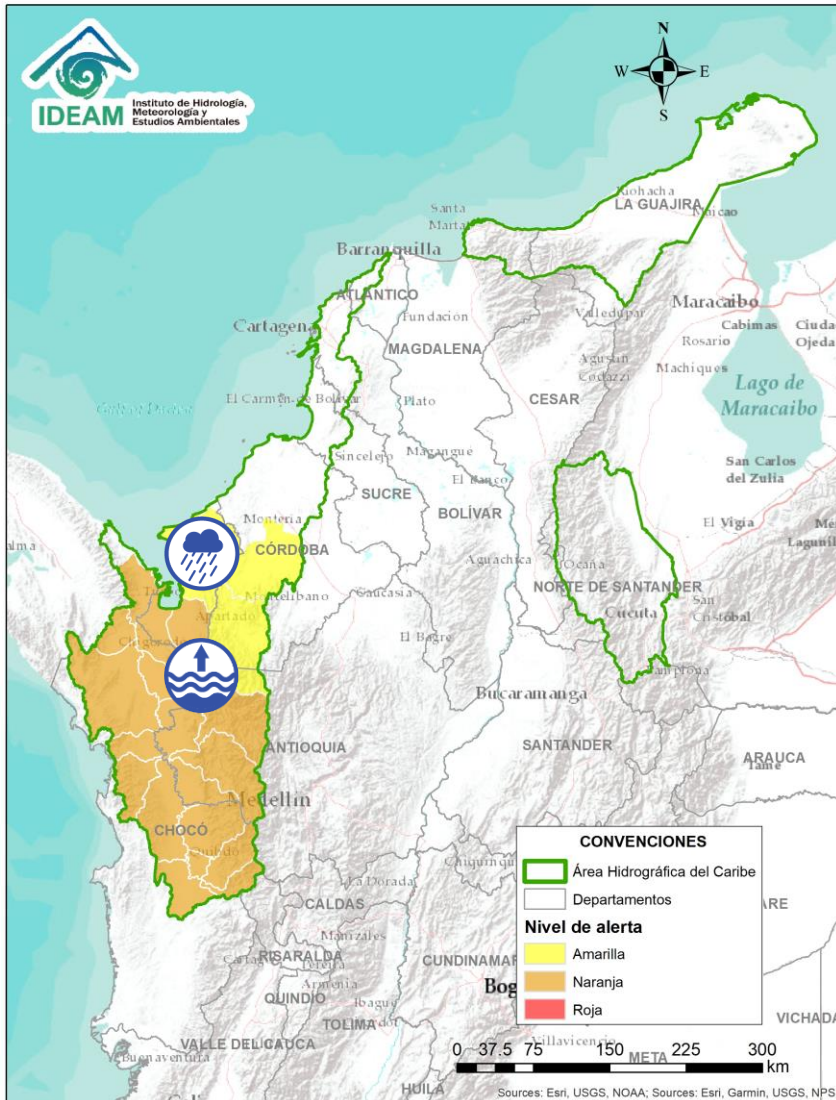 IDEAM
Instituto de Hidrología,
Meteorología y
Estudios Ambientales
N
W
E
S
Riohacha
LA GUAJIRA
Maicao
Santa
Marta
Barranquilla
ATLÁNTICO
Maracaibo
Cabimas
Ciudad
Ojeda
Cartagena
Fundación
Valledupar
Rosario
MAGDALENA
Machiques
Agustín
Codazzi
Lago de
Maracaibo
El Carmen de Bolívar
Plato
CESAR
Sincelejo
Magangué
San Carlos
del Zulia
SUCRE
El Banco
BOLÍVAR
Montería
El Vigía
CÓRDOBA
Aguachica
Ocaña
NORTE DE SANTANDER
Montelíbano
Caucasia
San
Cristóbal
Apartadó
Cucuta
El Bagre
Pamplona
Bucaramanga
ANTIOQUIA
SANTANDER
ARAUCA
Tame
Medellín
CHOCÓ
Quibdó
La Dorada
CALDAS
Manizales
RISARALDA
Pereira
Armenia
QUINDÍO
Ibague
TOLIMA
VALLE DEL CAUCA
Buenaventura
HUILA
Villavicencio
META
VICHADA
CONVENCIONES
Área Hidrográfica del Caribe
Departamentos
Nivel de alerta
Amarilla
Naranja
Roja
0 37.5 75 150 225 300
km
Sources: Esri, USGS, NOAA; Sources: Esri, Garmin, USGS, NPS